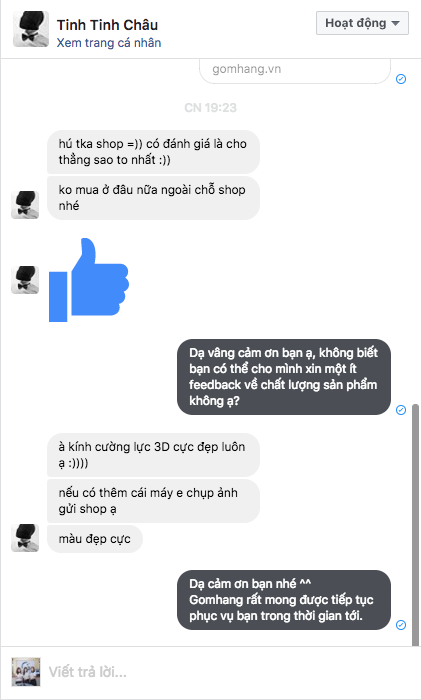 Tinh Tinh Châu
Xem trang cá nhân
Hoạt động
gomhang.vn
CN 19:23
hú tka shop =)) có đánh giá là cho
thẳng sao to nhất :))
ko mua ở đâu nữa ngoài chỗ shop
nhé
Dạ vâng cảm ơn bạn ạ, không biết
bạn có thể cho mình xin một ít
feedback về chất lượng sản phẩm
không ạ?
à kính cường lực 3D cực đẹp luôn
ạ :))))
nếu có thêm cái máy e chụp ảnh
gửi shop ạ
màu đẹp cực
Dạ cảm ơn bạn nhé ^^
Gomhang rất mong được tiếp tục
phục vụ bạn trong thời gian tới.
Viết trả lời...